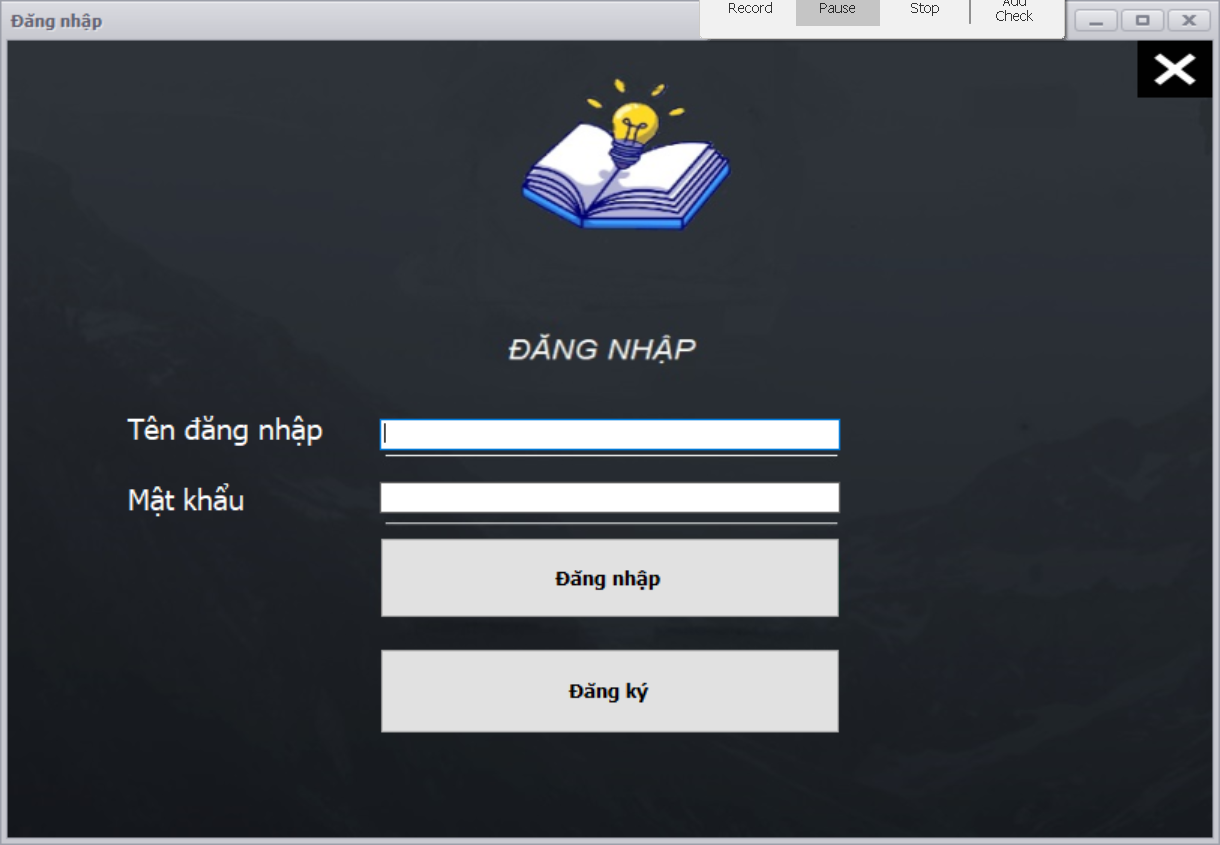 Đăng nhập
Record Pause Stop Add
Check
ĐĂNG NHẬP
Tên đăng nhập
Mật khẩu
Đăng nhập
Đăng ký